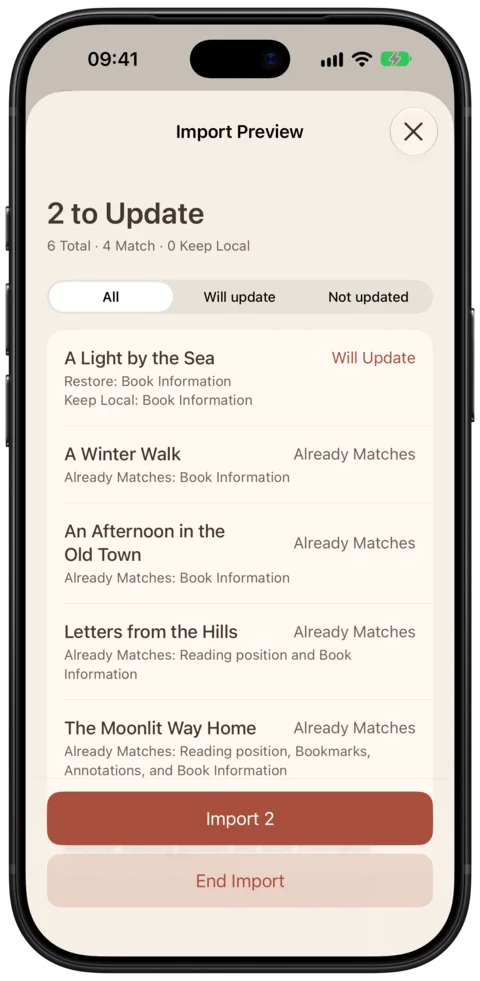 09:41
Import Preview
2 to Update
6 Total · 4 Match · 0 Keep Local
All
Will update
Not updated
A Light by the Sea
Will Update
Restore: Book Information
Keep Local: Book Information
A Winter Walk
Already Matches
Already Matches: Book Information
An Afternoon in the
Old Town
Already Matches
Already Matches: Book Information
Letters from the Hills
Already Matches
Already Matches: Reading position and Book
Information
The Moonlit Way Home
Already Matches
Already Matches: Reading position, Bookmarks,
Annotations, and Book Information
Import 2
End Import